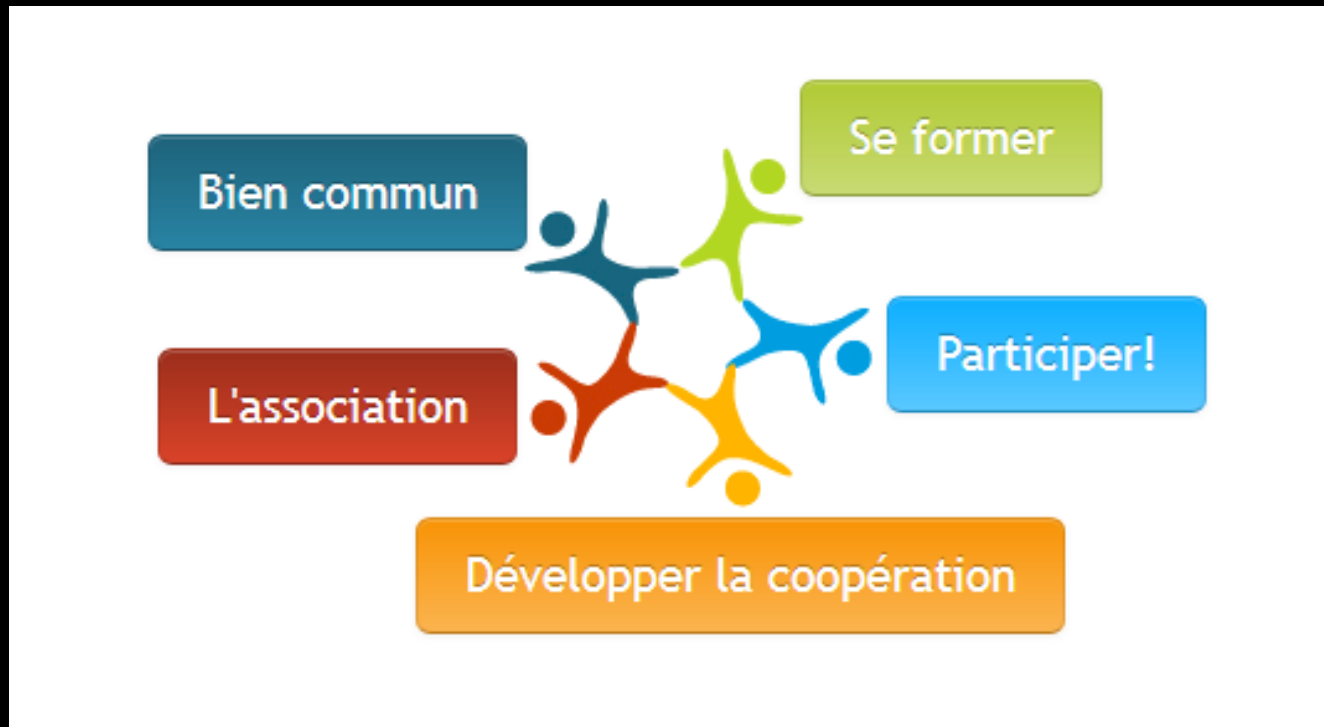 Se former
Bien commun
Participer!
L'association
Développer la coopération